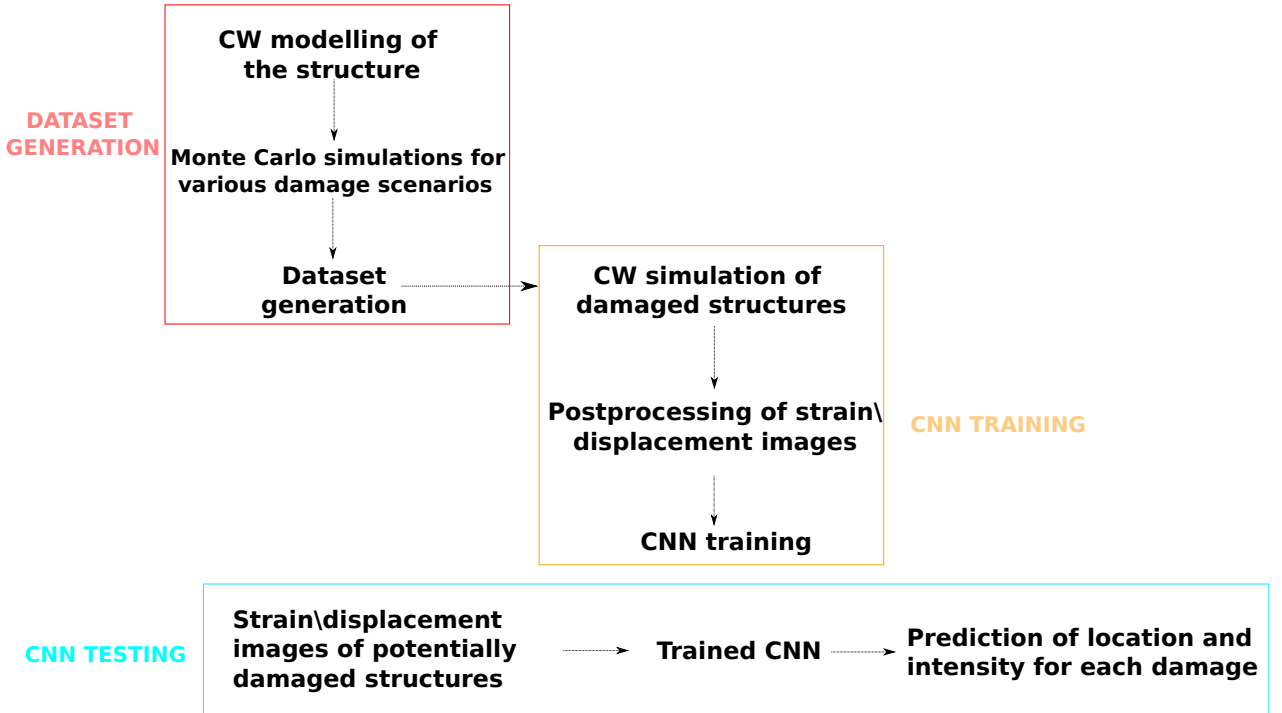 CW modelling of
the structure
DATASET
GENERATION
Monte Carlo simulations for
various damage scenarios
Dataset
generation
CW simulation of
damaged structures
Postprocessing of strain\
displacement images
CNN TRAINING
CNN training
CNN TESTING
Strain\displacement
images of potentially
damaged structures
Trained CNN
Prediction of location and
intensity for each damage